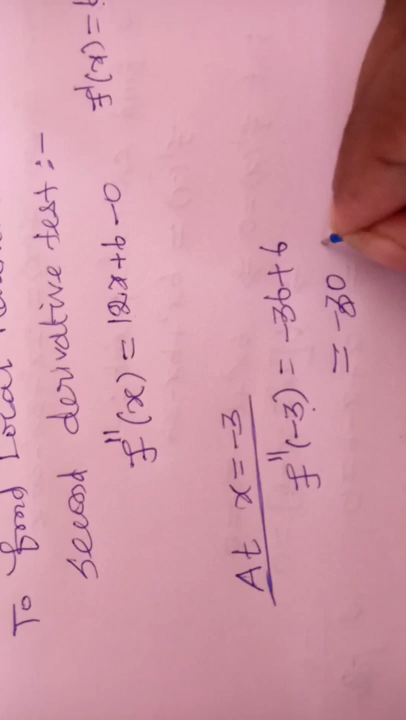 To find Local
second derivative test :-
f'(x) =
f''(x) = 12x+6-0
At x=-3
f''(-3) = -36+6
= -30